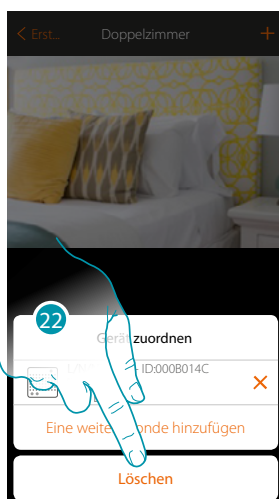 < Erst... Doppelzimmer +
22
Gerät zuordnen
- ID:000B014C
Eine weitere Sonde hinzufügen
Löschen